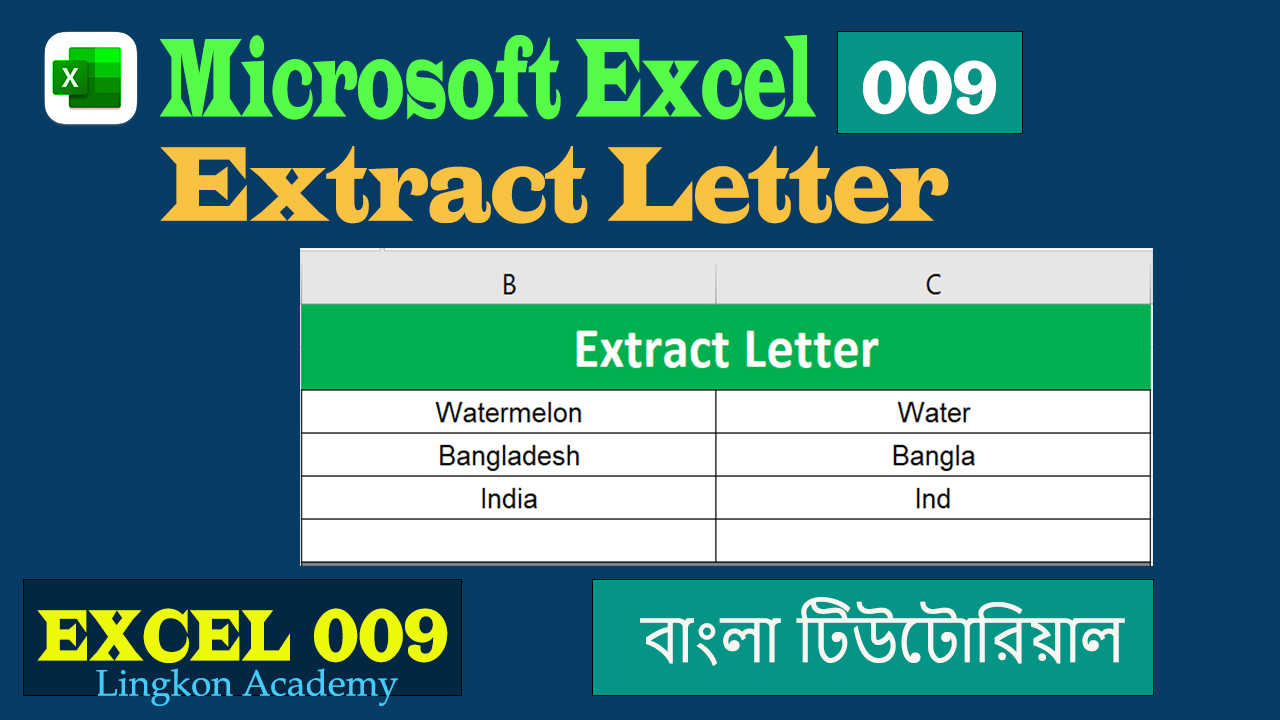 X
Microsoft Excel 009
Extract Letter
B C
Extract Letter
Watermelon Water
Bangladesh Bangla
India Ind
EXCEL 009
Lingkon Academy
বাংলা টিউটোরিয়াল